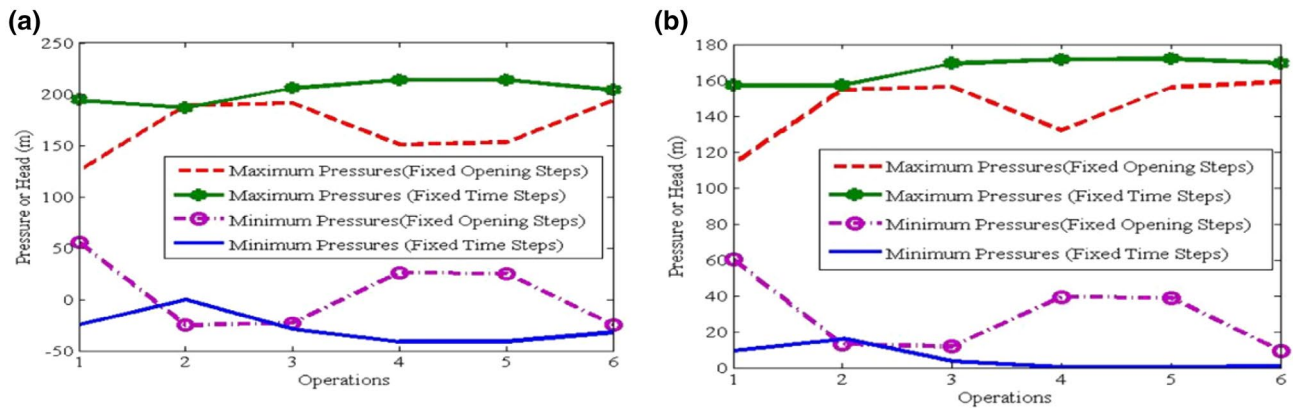 (a)
250
200
150
100
50
0
-50
Pressure or Head (m)
Maximum Pressures(Fixed Opening Steps)
Maximum Pressures (Fixed Time Steps)
Minimum Pressures(Fixed Opening Steps)
Minimum Pressures (Fixed Time Steps)
1 2 3 4 5 6
Operations
(b)
180
160
140
120
100
80
60
40
20
0
Pressure or Head (m)
Maximum Pressures(Fixed Opening Steps)
Maximum Pressures (Fixed Time Steps)
Minimum Pressures(Fixed Opening Steps)
Minimum Pressures (Fixed Time Steps)
1 2 3 4 5 6
Operations